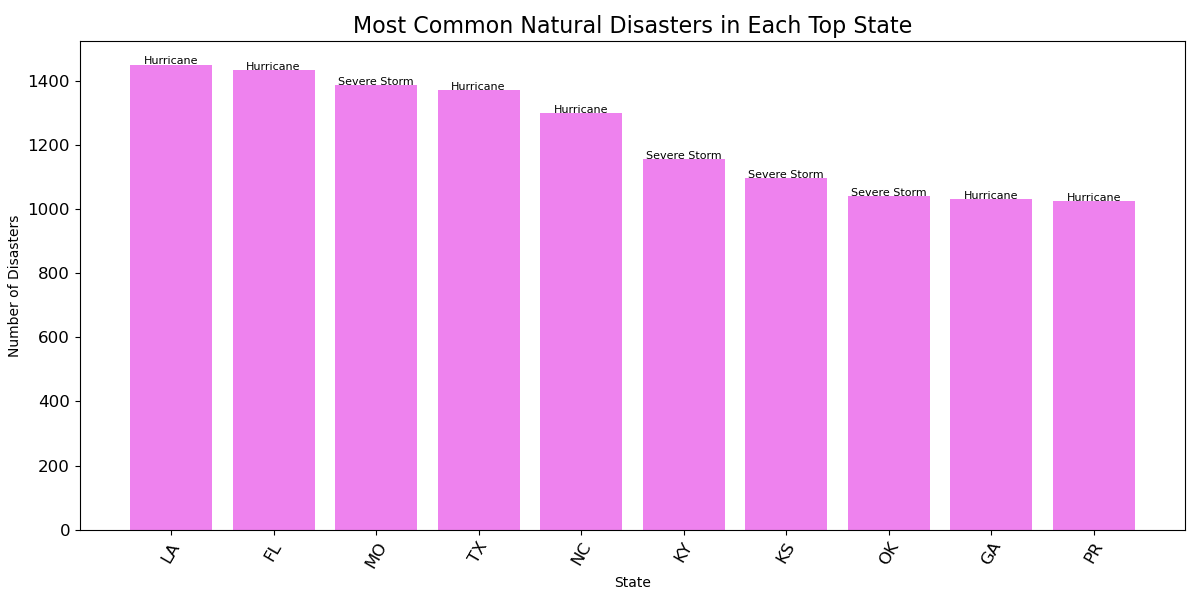 Most Common Natural Disasters in Each Top State
Hurricane
Hurricane
Severe Storm
Hurricane
Hurricane
Severe Storm
Severe Storm
Severe Storm
Hurricane
Hurricane
1400
1200
1000
800
600
400
200
0
Number of Disasters
LA
FL
MO
TX
NC
KY
KS
OK
GA
PR
State